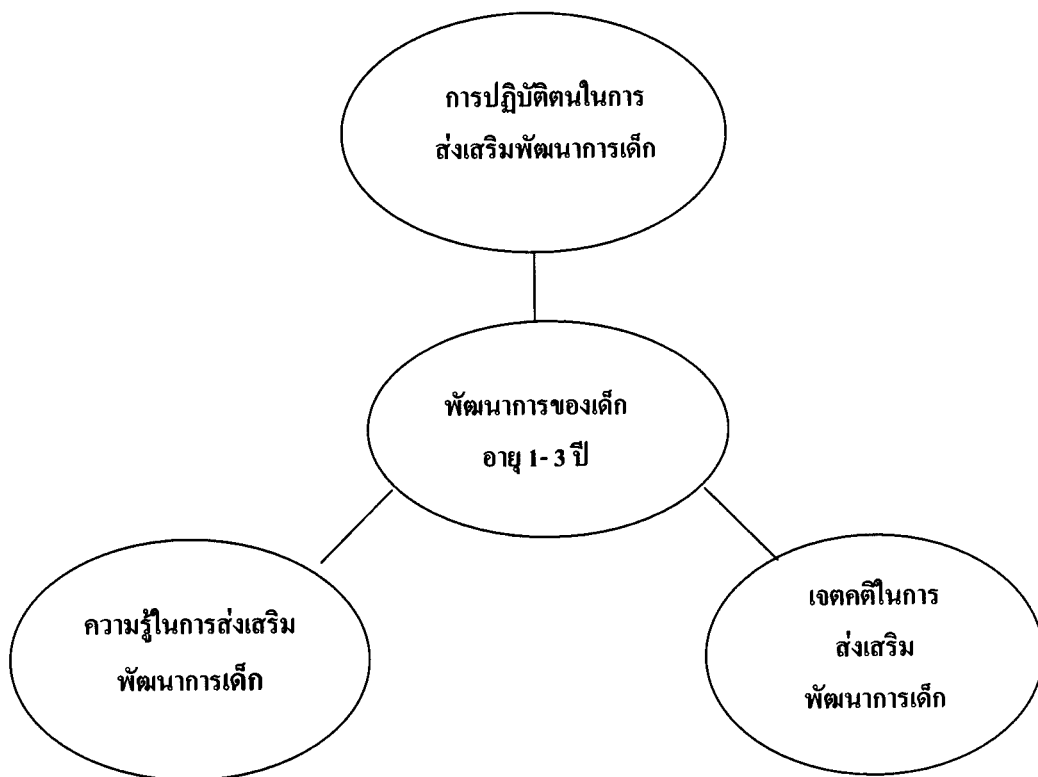 การปฏิบัติตนในการ
ส่งเสริมพัฒนาการเด็ก
พัฒนาการของเด็ก
อายุ 1- 3 ปี
ความรู้ในการส่งเสริม
พัฒนาการเด็ก
เจตคติในการ
ส่งเสริม
พัฒนาการเด็ก